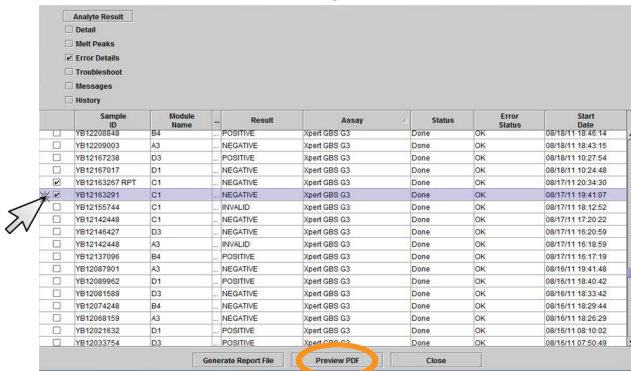 Analyte Result
Detail
Melt Peaks
Error Details
Troubleshoot
Messages
History
Sample ID Module Name ... Result Assay Status Error Status Start Date
YB12208848 B4 ... POSITIVE Xpert GBS G3 Done OK 08/18/11 18:46:14
YB12209003 A3 ... NEGATIVE Xpert GBS G3 Done OK 08/18/11 18:43:15
YB12167238 D3 ... POSITIVE Xpert GBS G3 Done OK 08/18/11 10:27:54
YB12167017 D1 ... NEGATIVE Xpert GBS G3 Done OK 08/18/11 10:24:48
YB12163267 RPT C1 ... NEGATIVE Xpert GBS G3 Done OK 08/17/11 20:34:30
YB12163291 C1 ... NEGATIVE Xpert GBS G3 Done OK 08/17/11 19:41:07
YB12155744 C1 ... INVALID Xpert GBS G3 Done OK 08/17/11 18:12:52
YB12142448 C1 ... NEGATIVE Xpert GBS G3 Done OK 08/17/11 17:20:22
YB12146427 D3 ... NEGATIVE Xpert GBS G3 Done OK 08/17/11 16:20:59
YB12142448 A3 ... INVALID Xpert GBS G3 Done OK 08/17/11 16:18:59
YB12137096 B4 ... POSITIVE Xpert GBS G3 Done OK 08/17/11 16:17:19
YB12087901 A3 ... NEGATIVE Xpert GBS G3 Done OK 08/16/11 19:41:48
YB12089962 D1 ... POSITIVE Xpert GBS G3 Done OK 08/16/11 18:40:42
YB12081589 D3 ... NEGATIVE Xpert GBS G3 Done OK 08/16/11 18:33:42
YB12074248 B4 ... NEGATIVE Xpert GBS G3 Done OK 08/16/11 18:29:44
YB12068159 A3 ... NEGATIVE Xpert GBS G3 Done OK 08/16/11 18:26:29
YB12021632 D1 ... POSITIVE Xpert GBS G3 Done OK 08/16/11 08:10:02
YB12033754 D3 ... POSITIVE Xpert GBS G3 Done OK 08/16/11 07:50:49
Generate Report File Preview PDF Close